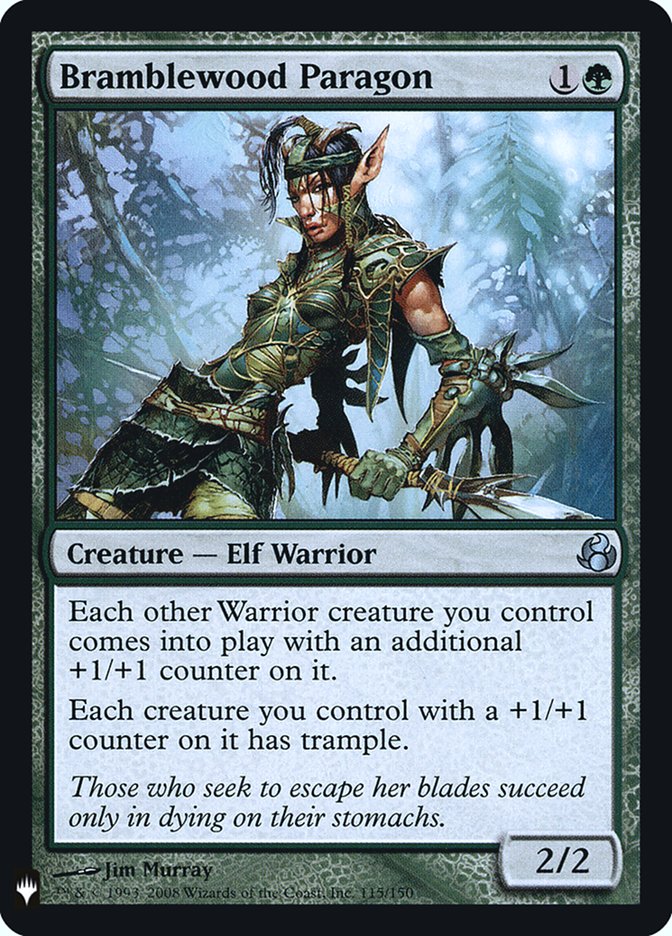 Bramblewood Paragon 1
Creature — Elf Warrior
Each other Warrior creature you control
comes into play with an additional
+1/+1 counter on it.
Each creature you control with a +1/+1
counter on it has trample.
Those who seek to escape her blades succeed
only in dying on their stomachs.
2/2
Jim Murray
™ & © 1993–2008 Wizards of the Coast, Inc. 115/150